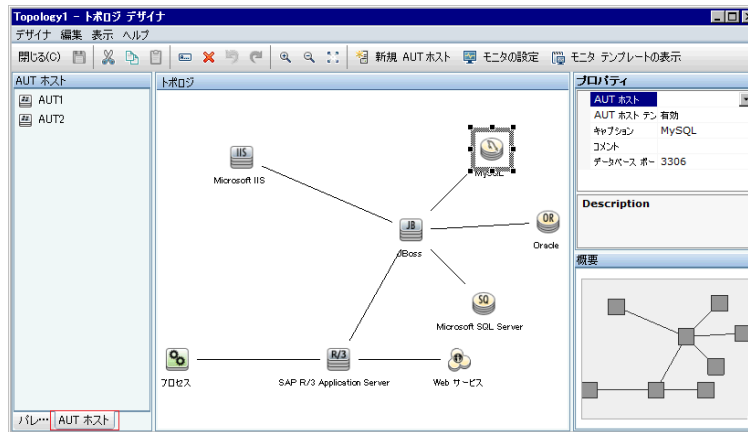 Topology1 - トポロジ デザイナ
デザイナ 編集 表示 ヘルプ
閉じる(C) 新規 AUT ホスト モニタの設定 モニタ テンプレートの表示
AUT ホスト
AUT1
AUT2
パレ… AUT ホスト
トポロジ
IIS
Microsoft IIS
MySQL
JB
JBoss
OR
Oracle
SQ
Microsoft SQL Server
プロセス
R/3
SAP R/3 Application Server
Web サービス
プロパティ
AUT ホスト
AUT ホスト テン 有効
キャプション MySQL
コメント
データベース ポー 3306
Description
概要